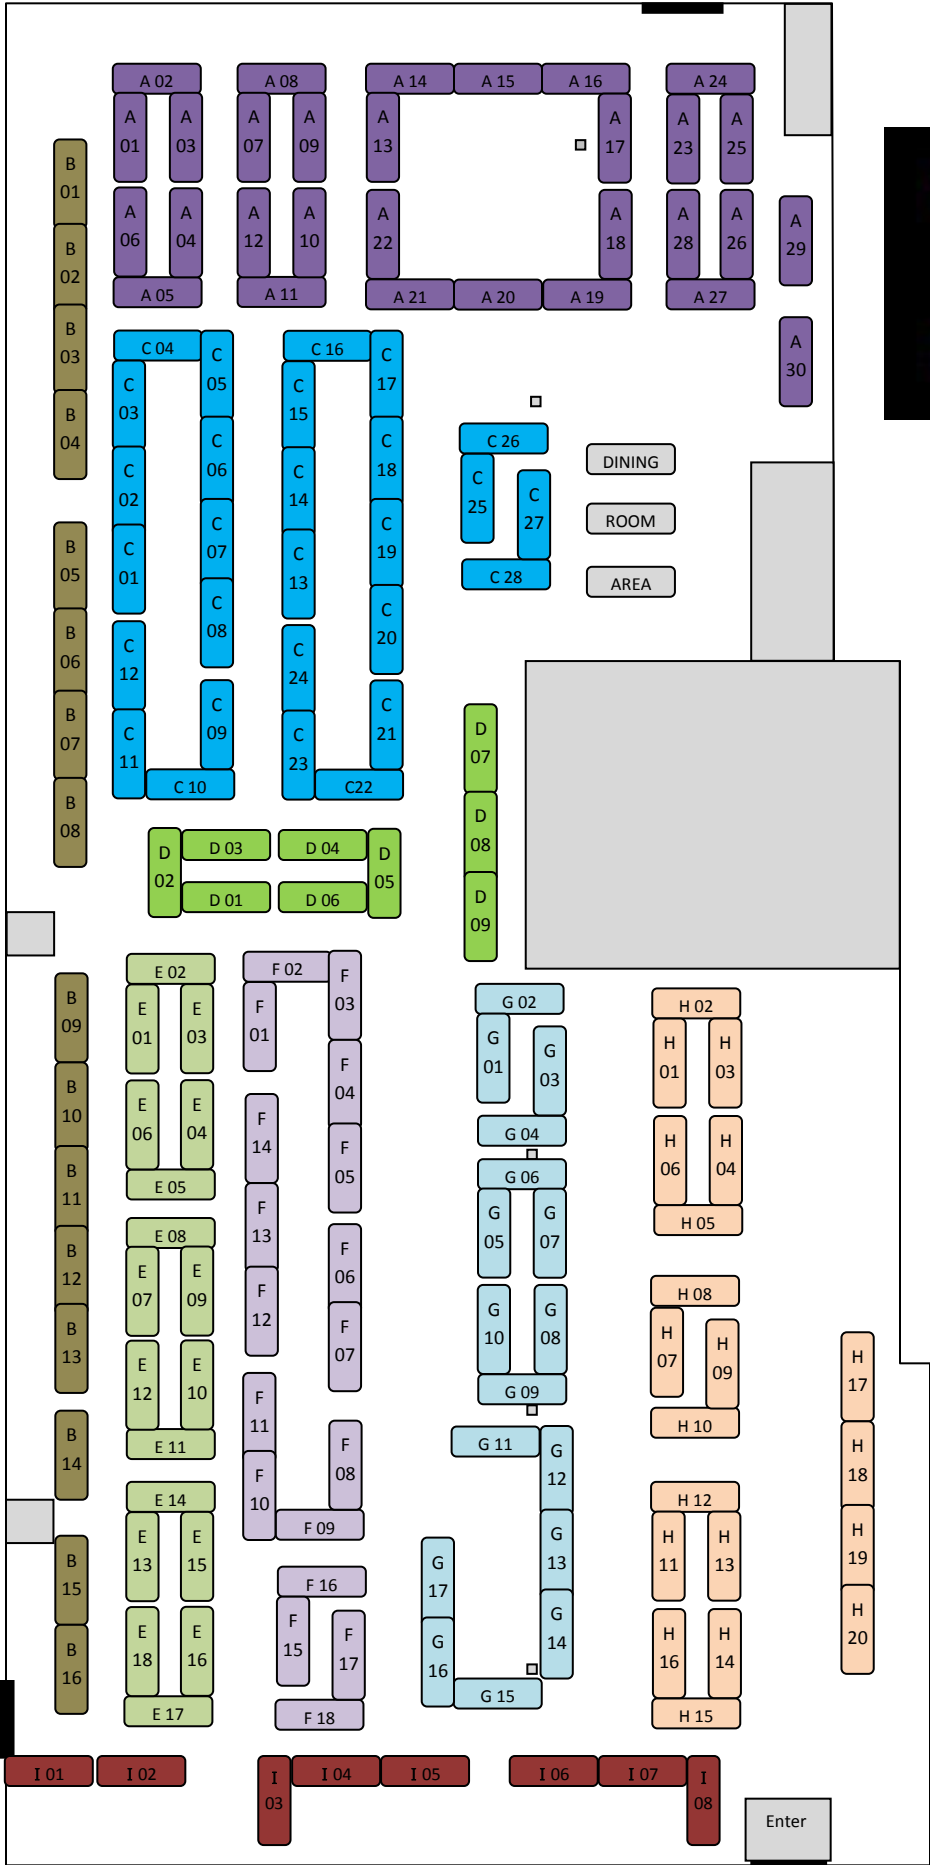 A 02
A 08
A 14
A 15
A 16
A 24
A
01
A
03
A
07
A
09
A
13
A
17
A
23
A
25
B
01
A
06
A
04
A
12
A
10
A
22
A
18
A
28
A
26
A
29
B
02
A 05
A 11
A 21
A 20
A 19
A 27
B
03
A
30
C 04
C
05
C 16
C
17
C
03
C
15
B
04
C
06
C
18
C 26
DINING
C
02
C
14
C
25
C
27
ROOM
C
07
C
19
B
05
C
01
C
13
C 28
AREA
C
08
C
20
B
06
C
12
C
24
B
07
C
09
C
21
C
11
C
23
D
07
C 10
C22
B
08
D
08
D
02
D 03
D 04
D
05
D 01
D 06
D
09
E 02
F 02
F
03
B
09
E
01
E
03
F
01
G 02
H 02
G
01
G
03
H
01
H
03
F
04
B
10
E
06
E
04
F
14
G 04
H
06
H
04
F
05
B
11
E 05
G 06
F
13
G
05
G
07
H 05
E 08
B
12
E
07
E
09
F
06
F
12
G
10
G
08
H 08
B
13
F
07
H
07
H
09
H
17
E
12
E
10
G 09
F
11
H 10
B
14
E 11
F
08
G 11
G
12
H
18
F
10
E 14
F 09
H 12
E
13
E
15
G
13
H
11
H
13
H
19
B
15
G
17
F 16
F
15
F
17
G
14
H
20
E
18
E
16
G
16
H
16
H
14
B
16
E 17
F 18
G 15
H 15
I 01
I 02
I
03
I 04
I 05
I 06
I 07
I
08
Enter